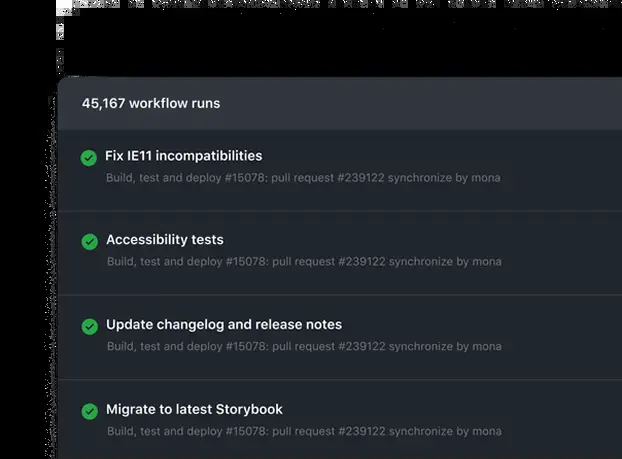 45,167 workflow runs
Fix IE11 incompatibilities
Build, test and deploy #15078: pull request #239122 synchronize by mona
Accessibility tests
Build, test and deploy #15078: pull request #239122 synchronize by mona
Update changelog and release notes
Build, test and deploy #15078: pull request #239122 synchronize by mona
Migrate to latest Storybook
Build, test and deploy #15078: pull request #239122 synchronize by mona